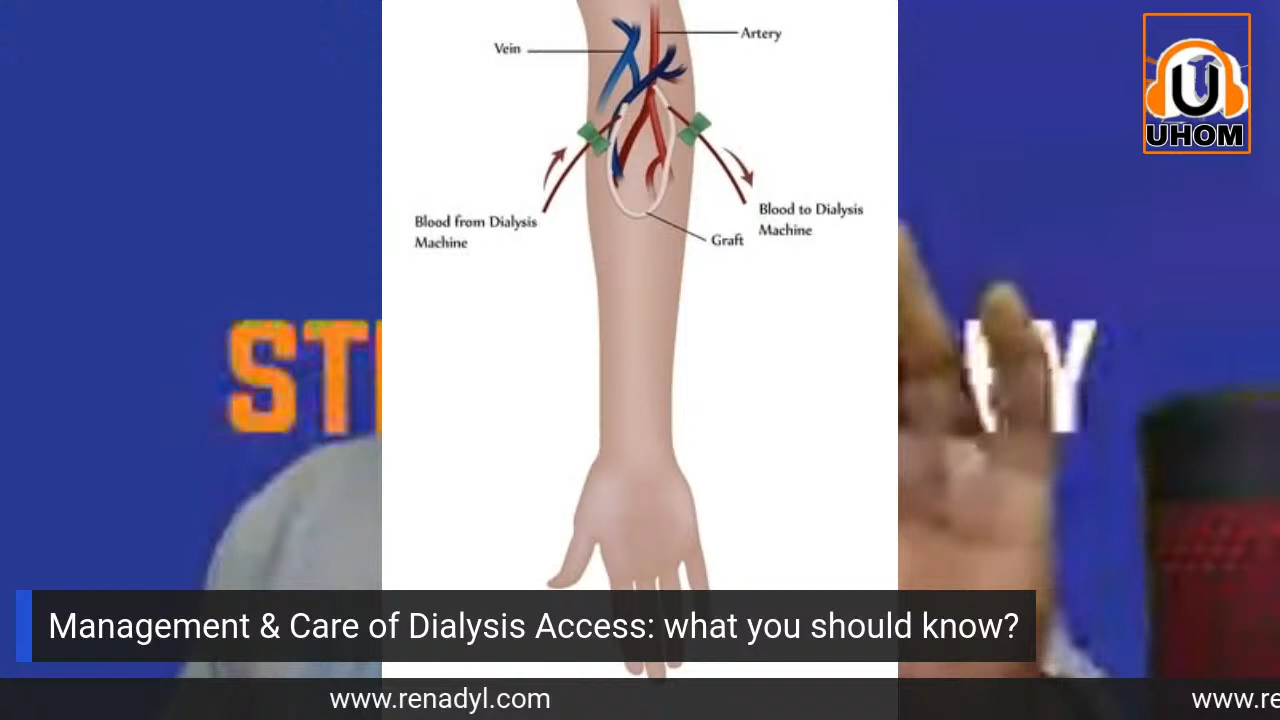 Artery
Vein
UHOM
Blood from Dialysis
Machine
Blood to Dialysis
Machine
Graft
Management & Care of Dialysis Access: what you should know?
www.renadyl.com